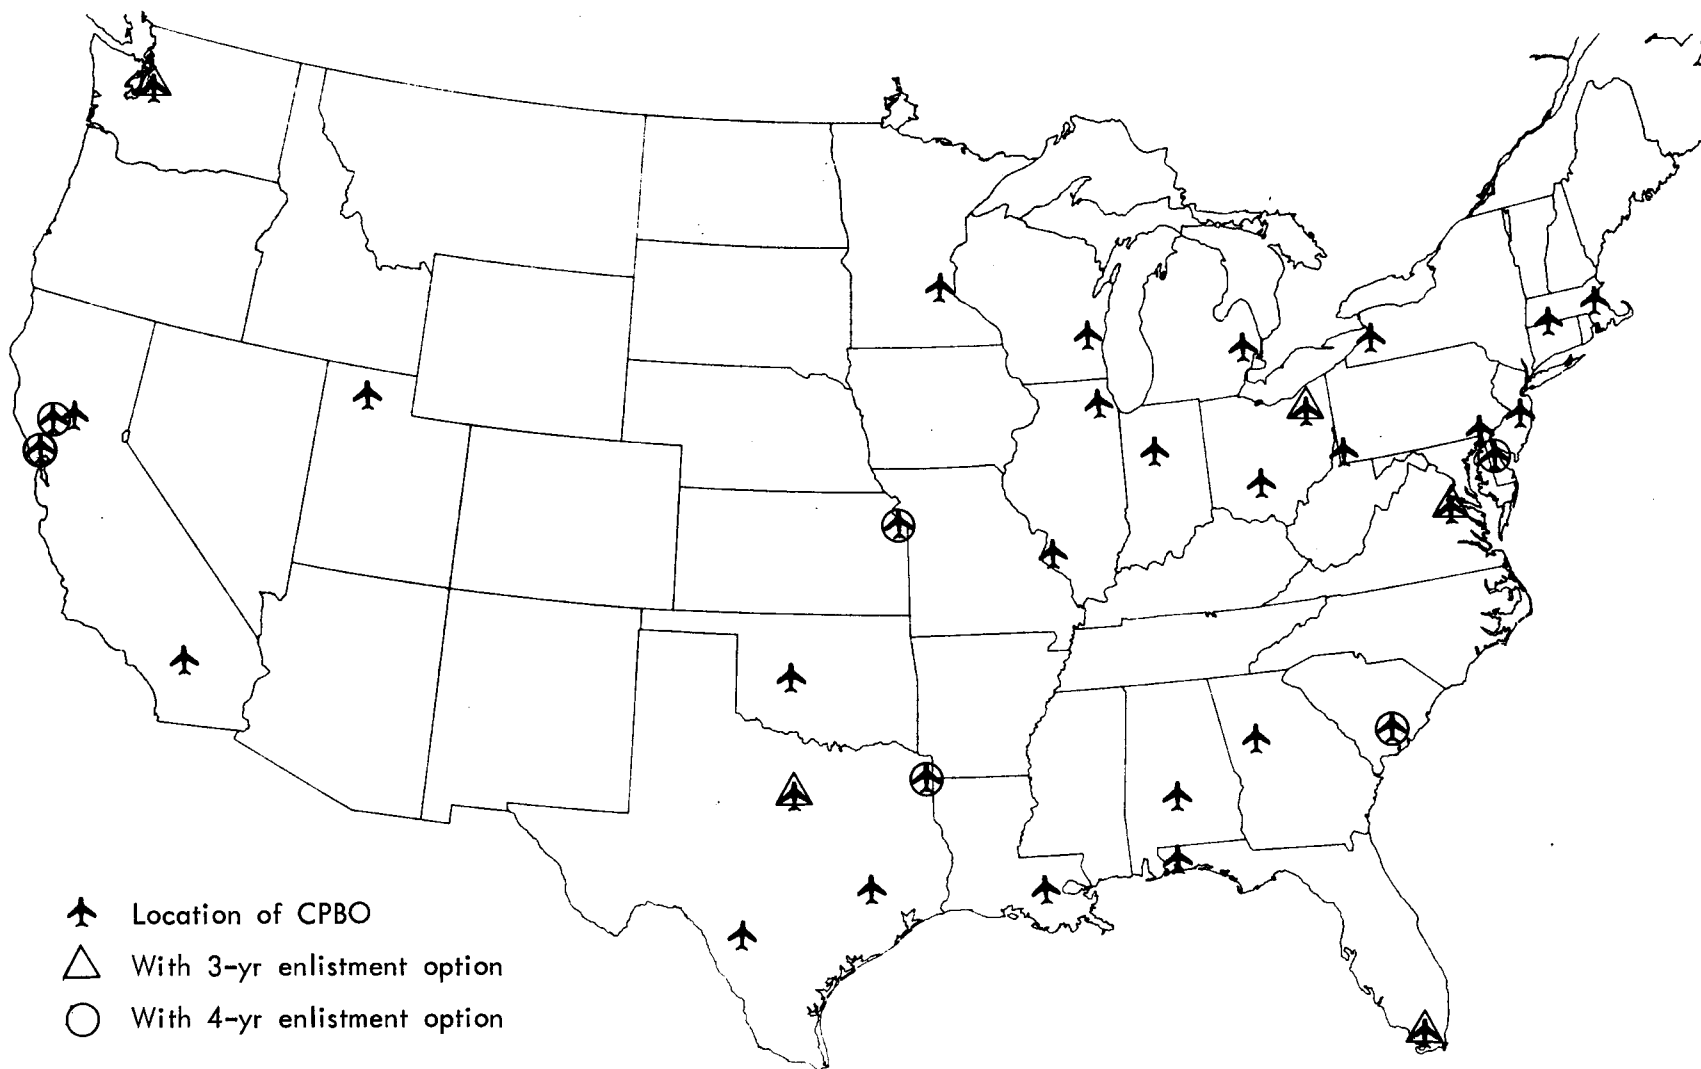 Location of CPBO
With 3-yr enlistment option
With 4-yr enlistment option